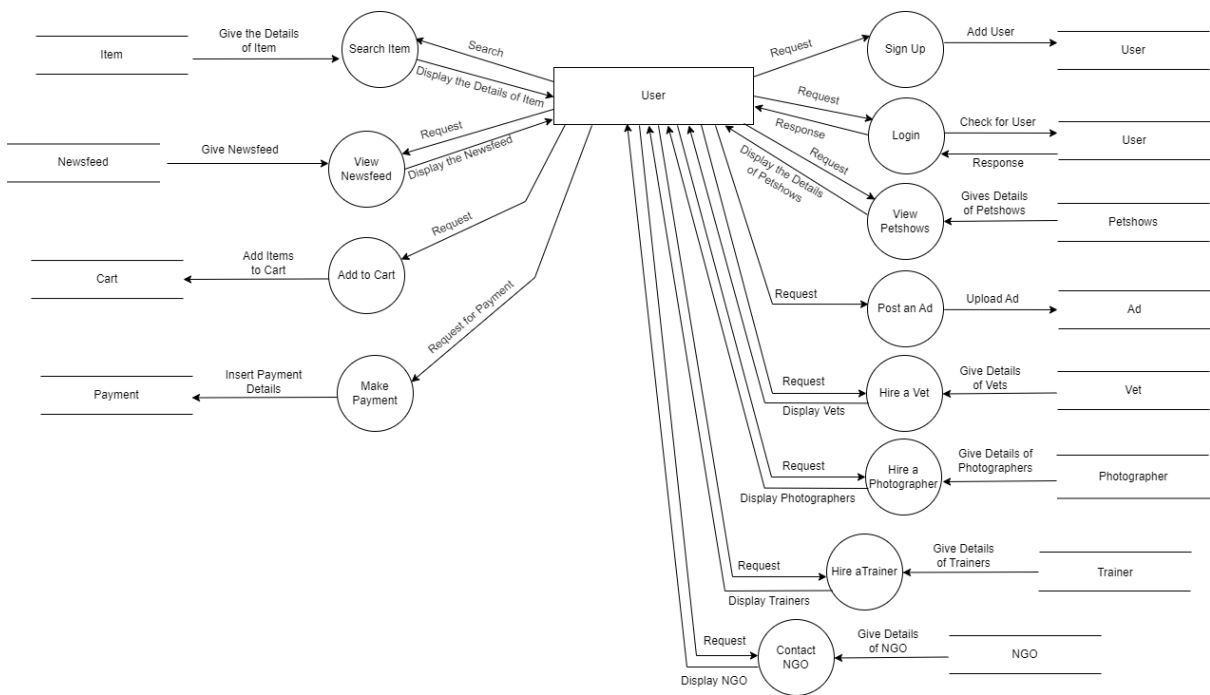 Give the Details
of Item
Item
Search Item
Search
Display the Details of Item
User
Request
Sign Up
Add User
User
Request
Response
Login
Check for User
Response
User
Newsfeed
Give Newsfeed
View
Newsfeed
Request
Display the Newsfeed
Request
Display the Details
of Petshows
View
Petshows
Gives Details
of Petshows
Petshows
Cart
Add Items
to Cart
Add to Cart
Request
Request
Post an Ad
Upload Ad
Ad
Payment
Insert Payment
Details
Make
Payment
Request for Payment
Request
Display Vets
Hire a Vet
Give Details
of Vets
Vet
Request
Display Photographers
Hire a
Photographer
Give Details of
Photographers
Photographer
Request
Display Trainers
Hire aTrainer
Give Details
of Trainers
Trainer
Request
Display NGO
Contact
NGO
Give Details
of NGO
NGO